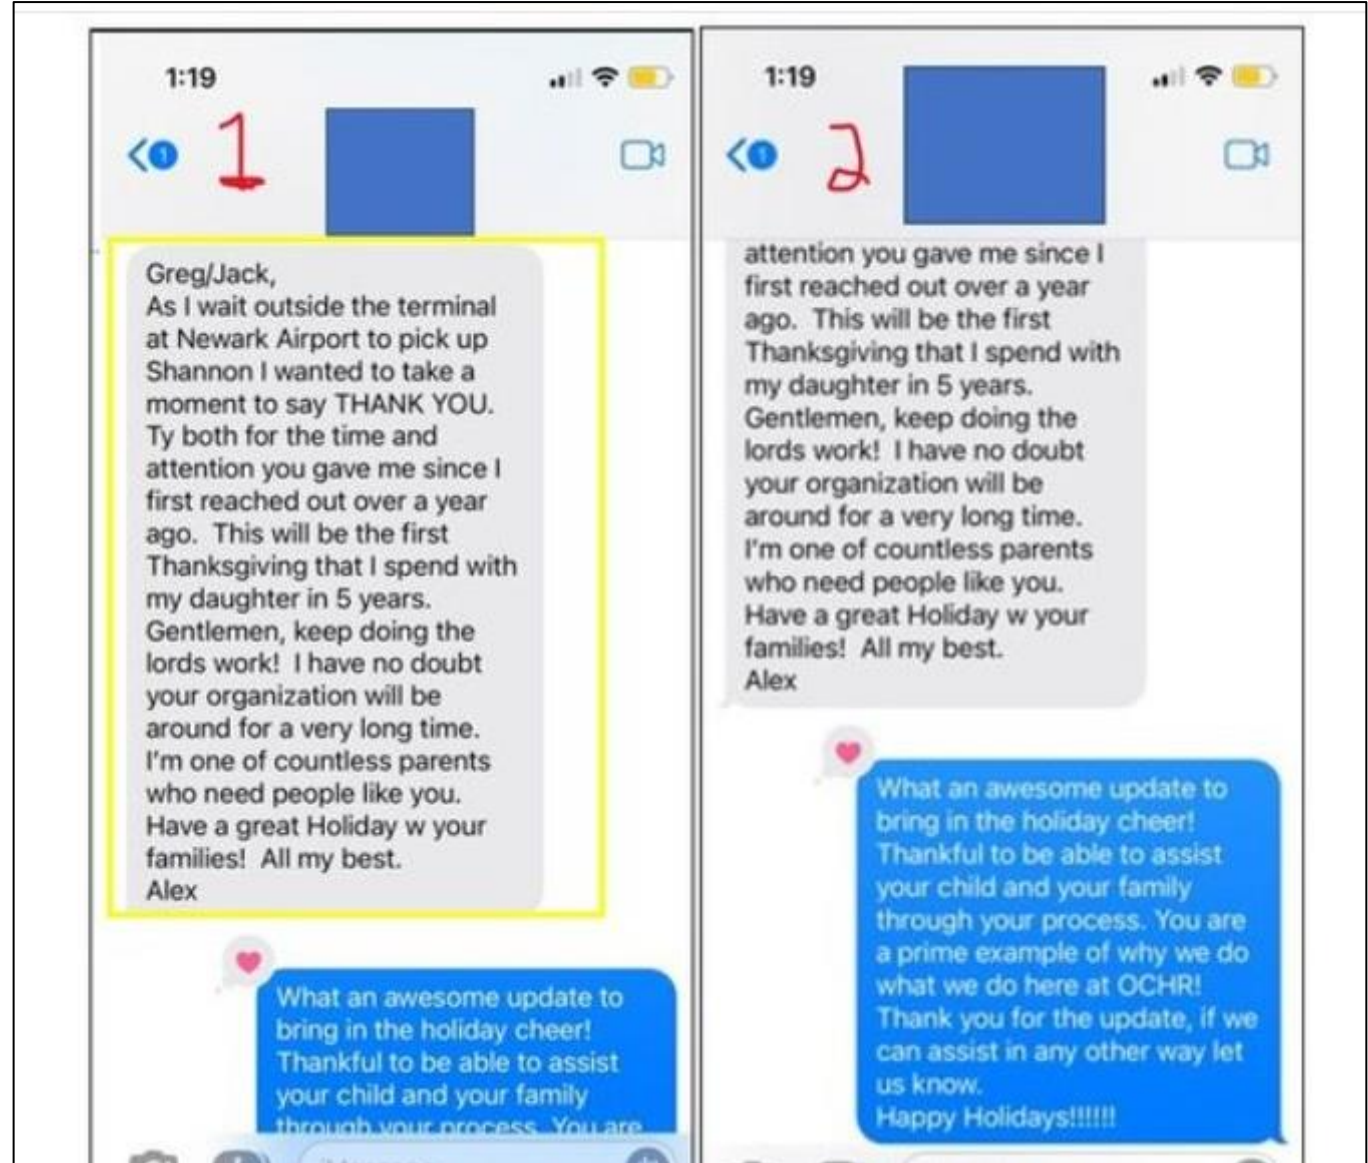 1:19
1
1
Greg/Jack,
As I wait outside the terminal
at Newark Airport to pick up
Shannon I wanted to take a
moment to say THANK YOU.
Ty both for the time and
attention you gave me since I
first reached out over a year
ago.  This will be the first
Thanksgiving that I spend with
my daughter in 5 years.
Gentlemen, keep doing the
lords work!  I have no doubt
your organization will be
around for a very long time.
I'm one of countless parents
who need people like you.
Have a great Holiday w your
families!  All my best.
Alex
What an awesome update to
bring in the holiday cheer!
Thankful to be able to assist
your child and your family
through your process. You are
1:19
1
2
attention you gave me since I
first reached out over a year
ago.  This will be the first
Thanksgiving that I spend with
my daughter in 5 years.
Gentlemen, keep doing the
lords work!  I have no doubt
your organization will be
around for a very long time.
I'm one of countless parents
who need people like you.
Have a great Holiday w your
families!  All my best.
Alex
What an awesome update to
bring in the holiday cheer!
Thankful to be able to assist
your child and your family
through your process. You are
a prime example of why we do
what we do here at OCHR!
Thank you for the update, if we
can assist in any other way let
us know.
Happy Holidays!!!!!!